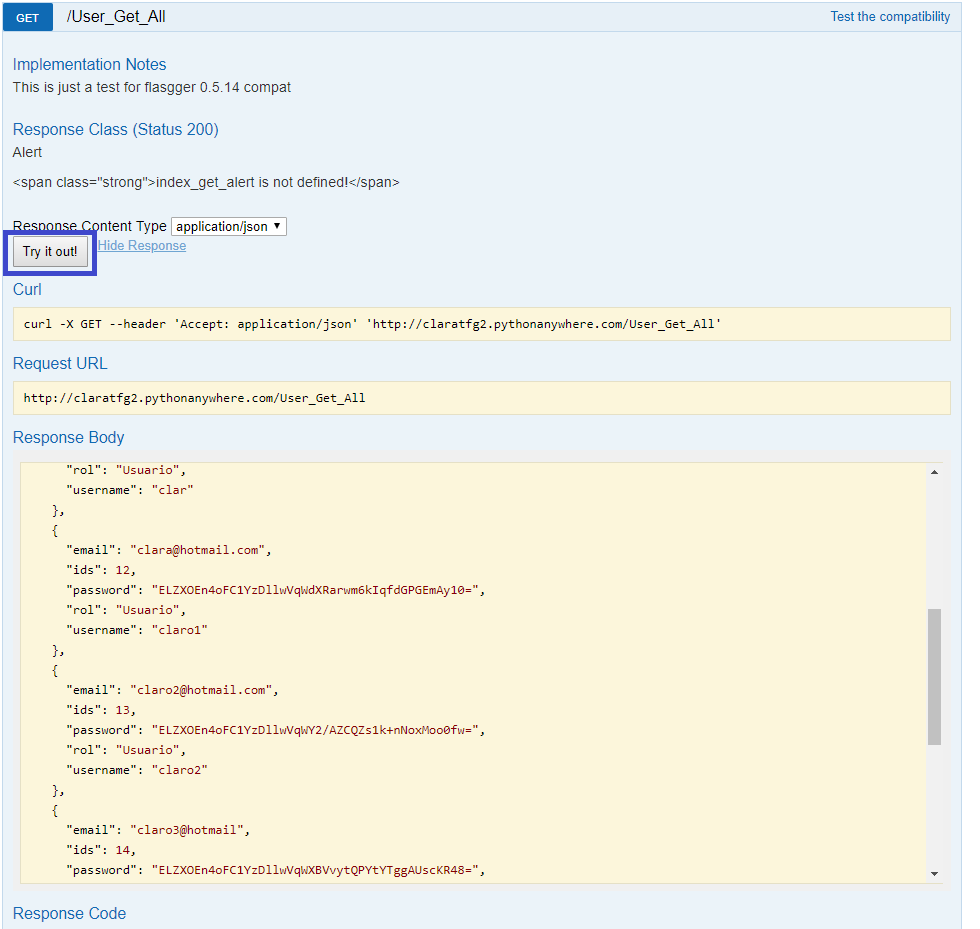 GET /User_Get_All Test the compatibility
Implementation Notes
This is just a test for flasgger 0.5.14 compat
Response Class (Status 200)
Alert
<span class="strong">index_get_alert is not defined!</span>
Response Content Type application/json
Try it out! Hide Response
Curl
curl -X GET --header 'Accept: application/json' 'http://claratfg2.pythonanywhere.com/User_Get_All'
Request URL
http://claratfg2.pythonanywhere.com/User_Get_All
Response Body
"rol": "Usuario",
"username": "clar"
},
{
"email": "clara@hotmail.com",
"ids": 12,
"password": "ELZXOEn4oFC1YzDllwVqWdXRarwm6kIqfdGPGEmAy10=",
"rol": "Usuario",
"username": "claro1"
},
{
"email": "claro2@hotmail.com",
"ids": 13,
"password": "ELZXOEn4oFC1YzDllwVqWY2/AZCQZs1k+nNoxMoo0fw=",
"rol": "Usuario",
"username": "claro2"
},
{
"email": "claro3@hotmail",
"ids": 14,
"password": "ELZXOEn4oFC1YzDllwVqWXBVvytQPYtYTggAUscKR48=",
Response Code